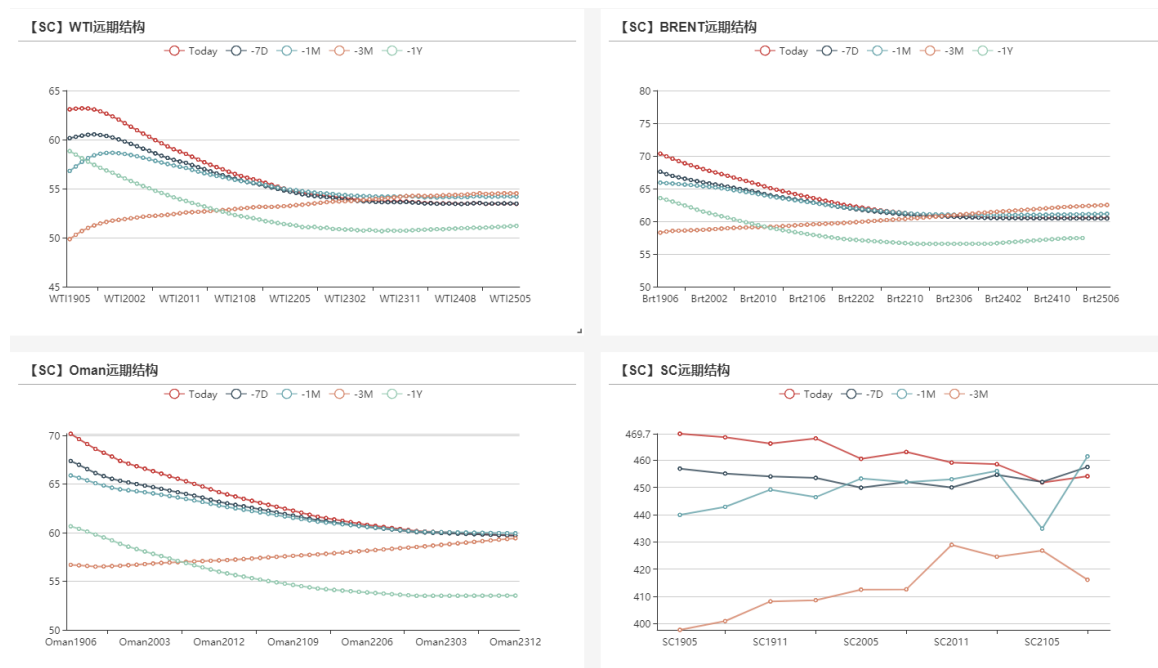 【SC】WTI远期结构
Today -7D -1M -3M -1Y
65
60
55
50
45
WTI1905 WTI2002 WTI2011 WTI2108 WTI2205 WTI2302 WTI2311 WTI2408 WTI2505
【SC】BRENT远期结构
Today -7D -1M -3M -1Y
80
75
70
65
60
55
50
Brt1906 Brt2002 Brt2010 Brt2106 Brt2202 Brt2210 Brt2306 Brt2402 Brt2410 Brt2506
【SC】Oman远期结构
Today -7D -1M -3M -1Y
70
65
60
55
50
Oman1906 Oman2003 Oman2012 Oman2109 Oman2206 Oman2303 Oman2312
【SC】SC远期结构
Today -7D -1M -3M
469.7
460
450
440
430
420
410
400
SC1905 SC1911 SC2005 SC2011 SC2105